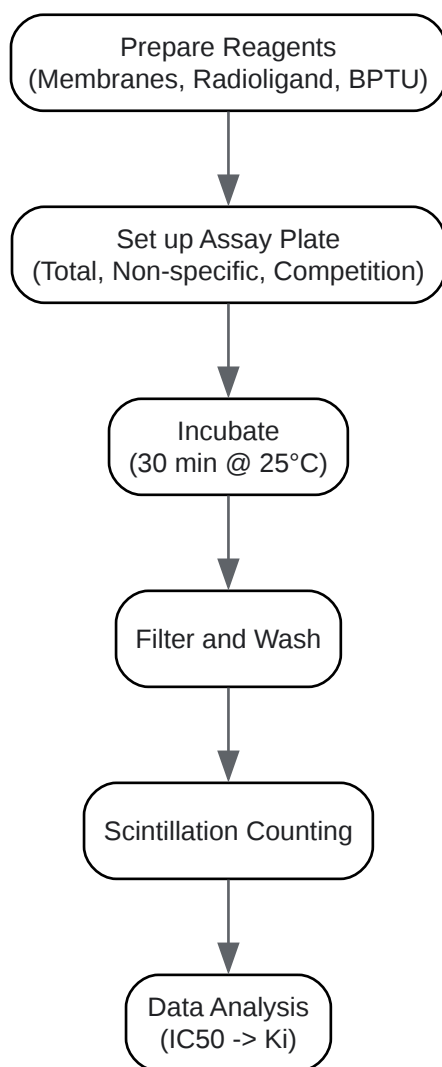 Prepare Reagents
(Membranes, Radioligand, BPTU)
Set up Assay Plate
(Total, Non-specific, Competition)
Incubate
(30 min @ 25°C)
Filter and Wash
Scintillation Counting
Data Analysis
(IC50 -> Ki)